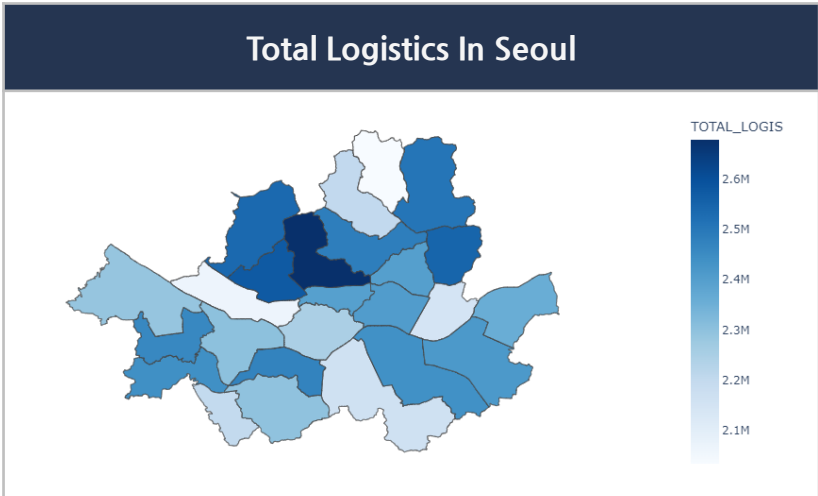 Total Logistics In Seoul
TOTAL_LOGIS
2.6M
2.5M
2.4M
2.3M
2.2M
2.1M